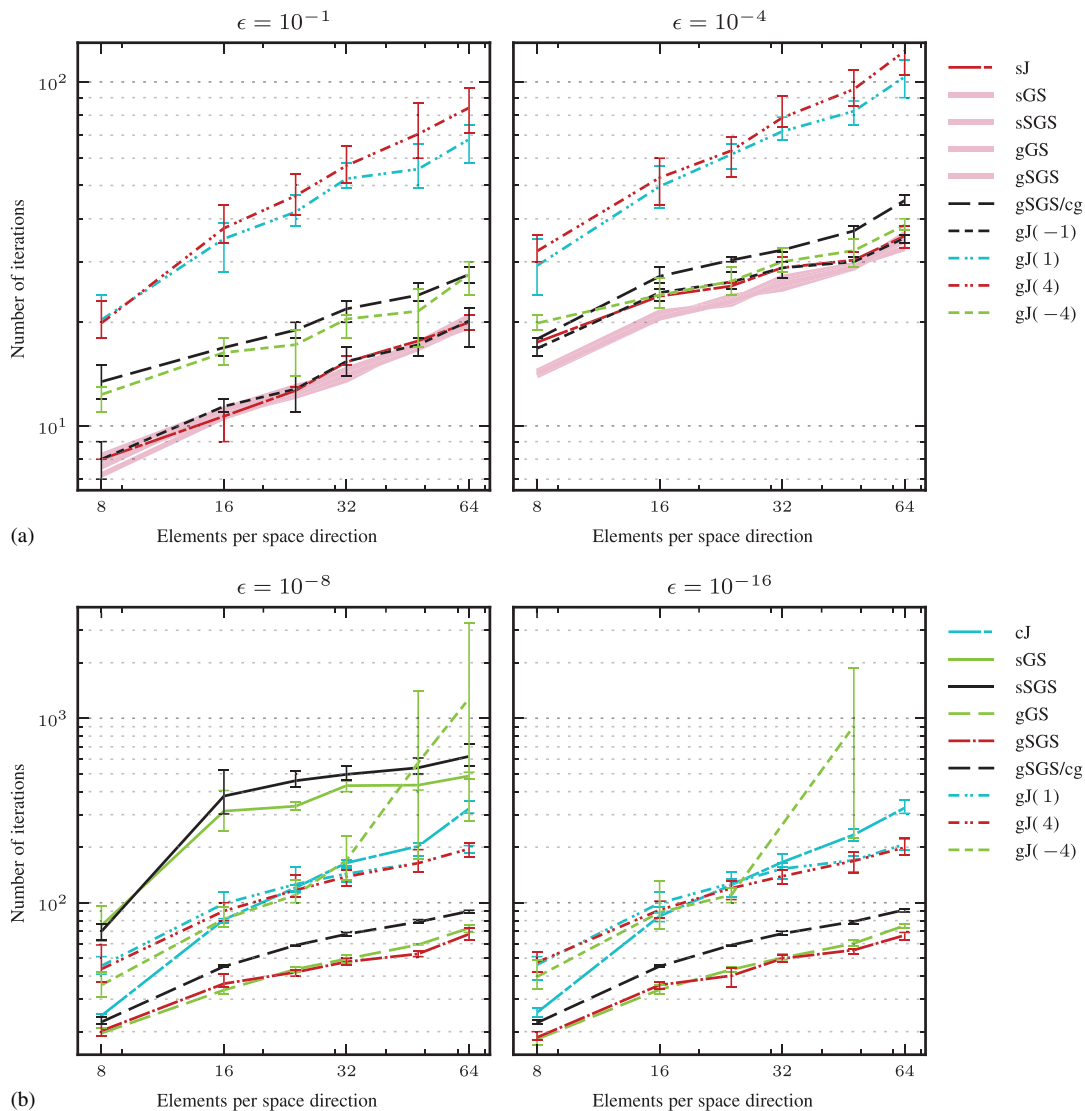 (a)
ϵ = 10⁻¹
ϵ = 10⁻⁴
Number of iterations
10²
10¹
8
16
32
64
8
16
32
64
Elements per space direction
Elements per space direction
sJ
sGS
sSGS
gGS
gSGS
gSGS/cg
gJ( −1)
gJ( 1)
gJ( 4)
gJ( −4)
(b)
ϵ = 10⁻⁸
ϵ = 10⁻¹⁶
Number of iterations
10³
10²
8
16
32
64
8
16
32
64
Elements per space direction
Elements per space direction
cJ
sGS
sSGS
gGS
gSGS
gSGS/cg
gJ( 1)
gJ( 4)
gJ( −4)